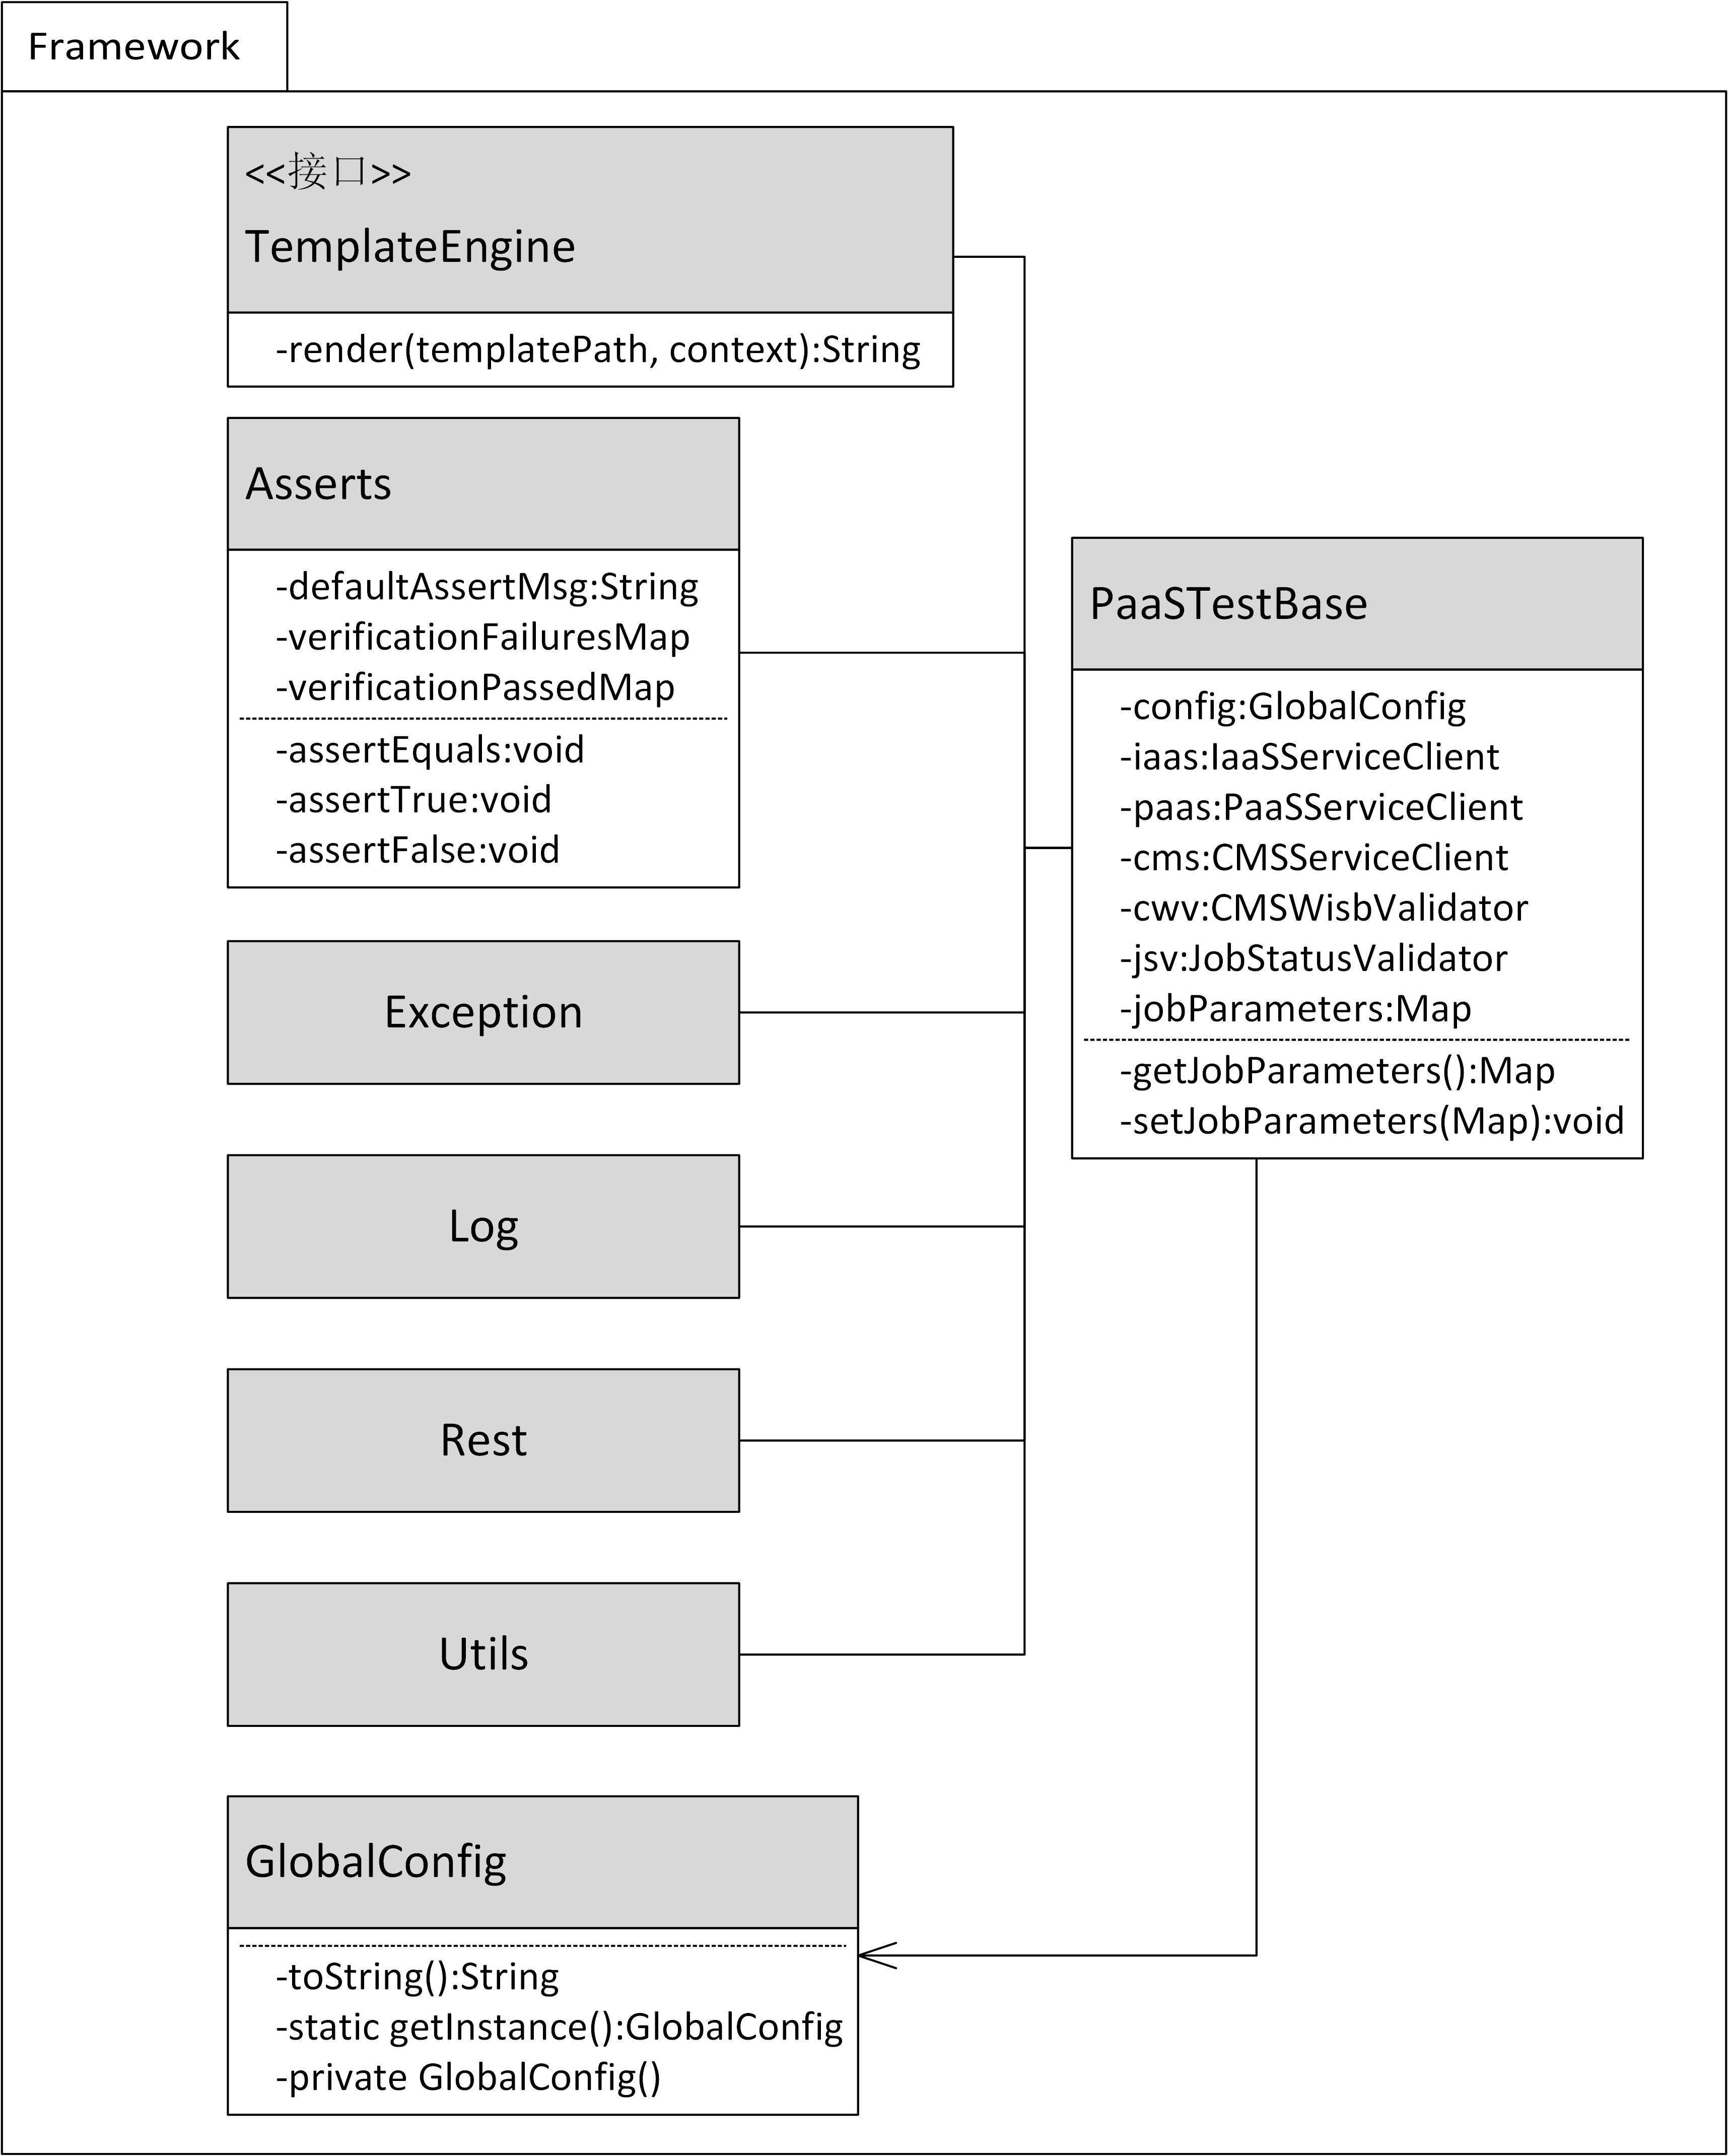 Framework
<<接口>>
TemplateEngine
-render(templatePath, context):String
Asserts
-defaultAssertMsg:String
-verificationFailuresMap
-verificationPassedMap
-assertEquals:void
-assertTrue:void
-assertFalse:void
Exception
Log
Rest
Utils
GlobalConfig
-toString():String
-static getInstance():GlobalConfig
-private GlobalConfig()
PaaSTestBase
-config:GlobalConfig
-iaas:IaaSServiceClient
-paas:PaaSServiceClient
-cms:CMSServiceClient
-cwv:CMSWisbValidator
-jsv:JobStatusValidator
-jobParameters:Map
-getJobParameters():Map
-setJobParameters(Map):void